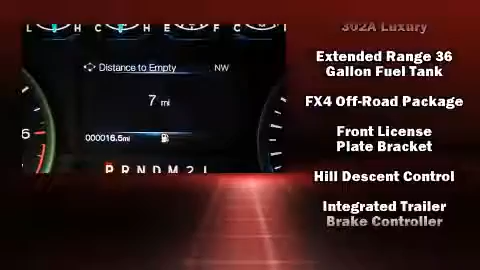 L H C H E F C
Distance to Empty NW
7 mi
000016.5mi
6
P R N D M 2 1
302A Luxury
Extended Range 36
Gallon Fuel Tank
FX4 Off-Road Package
Front License
Plate Bracket
Hill Descent Control
Integrated Trailer
Brake Controller